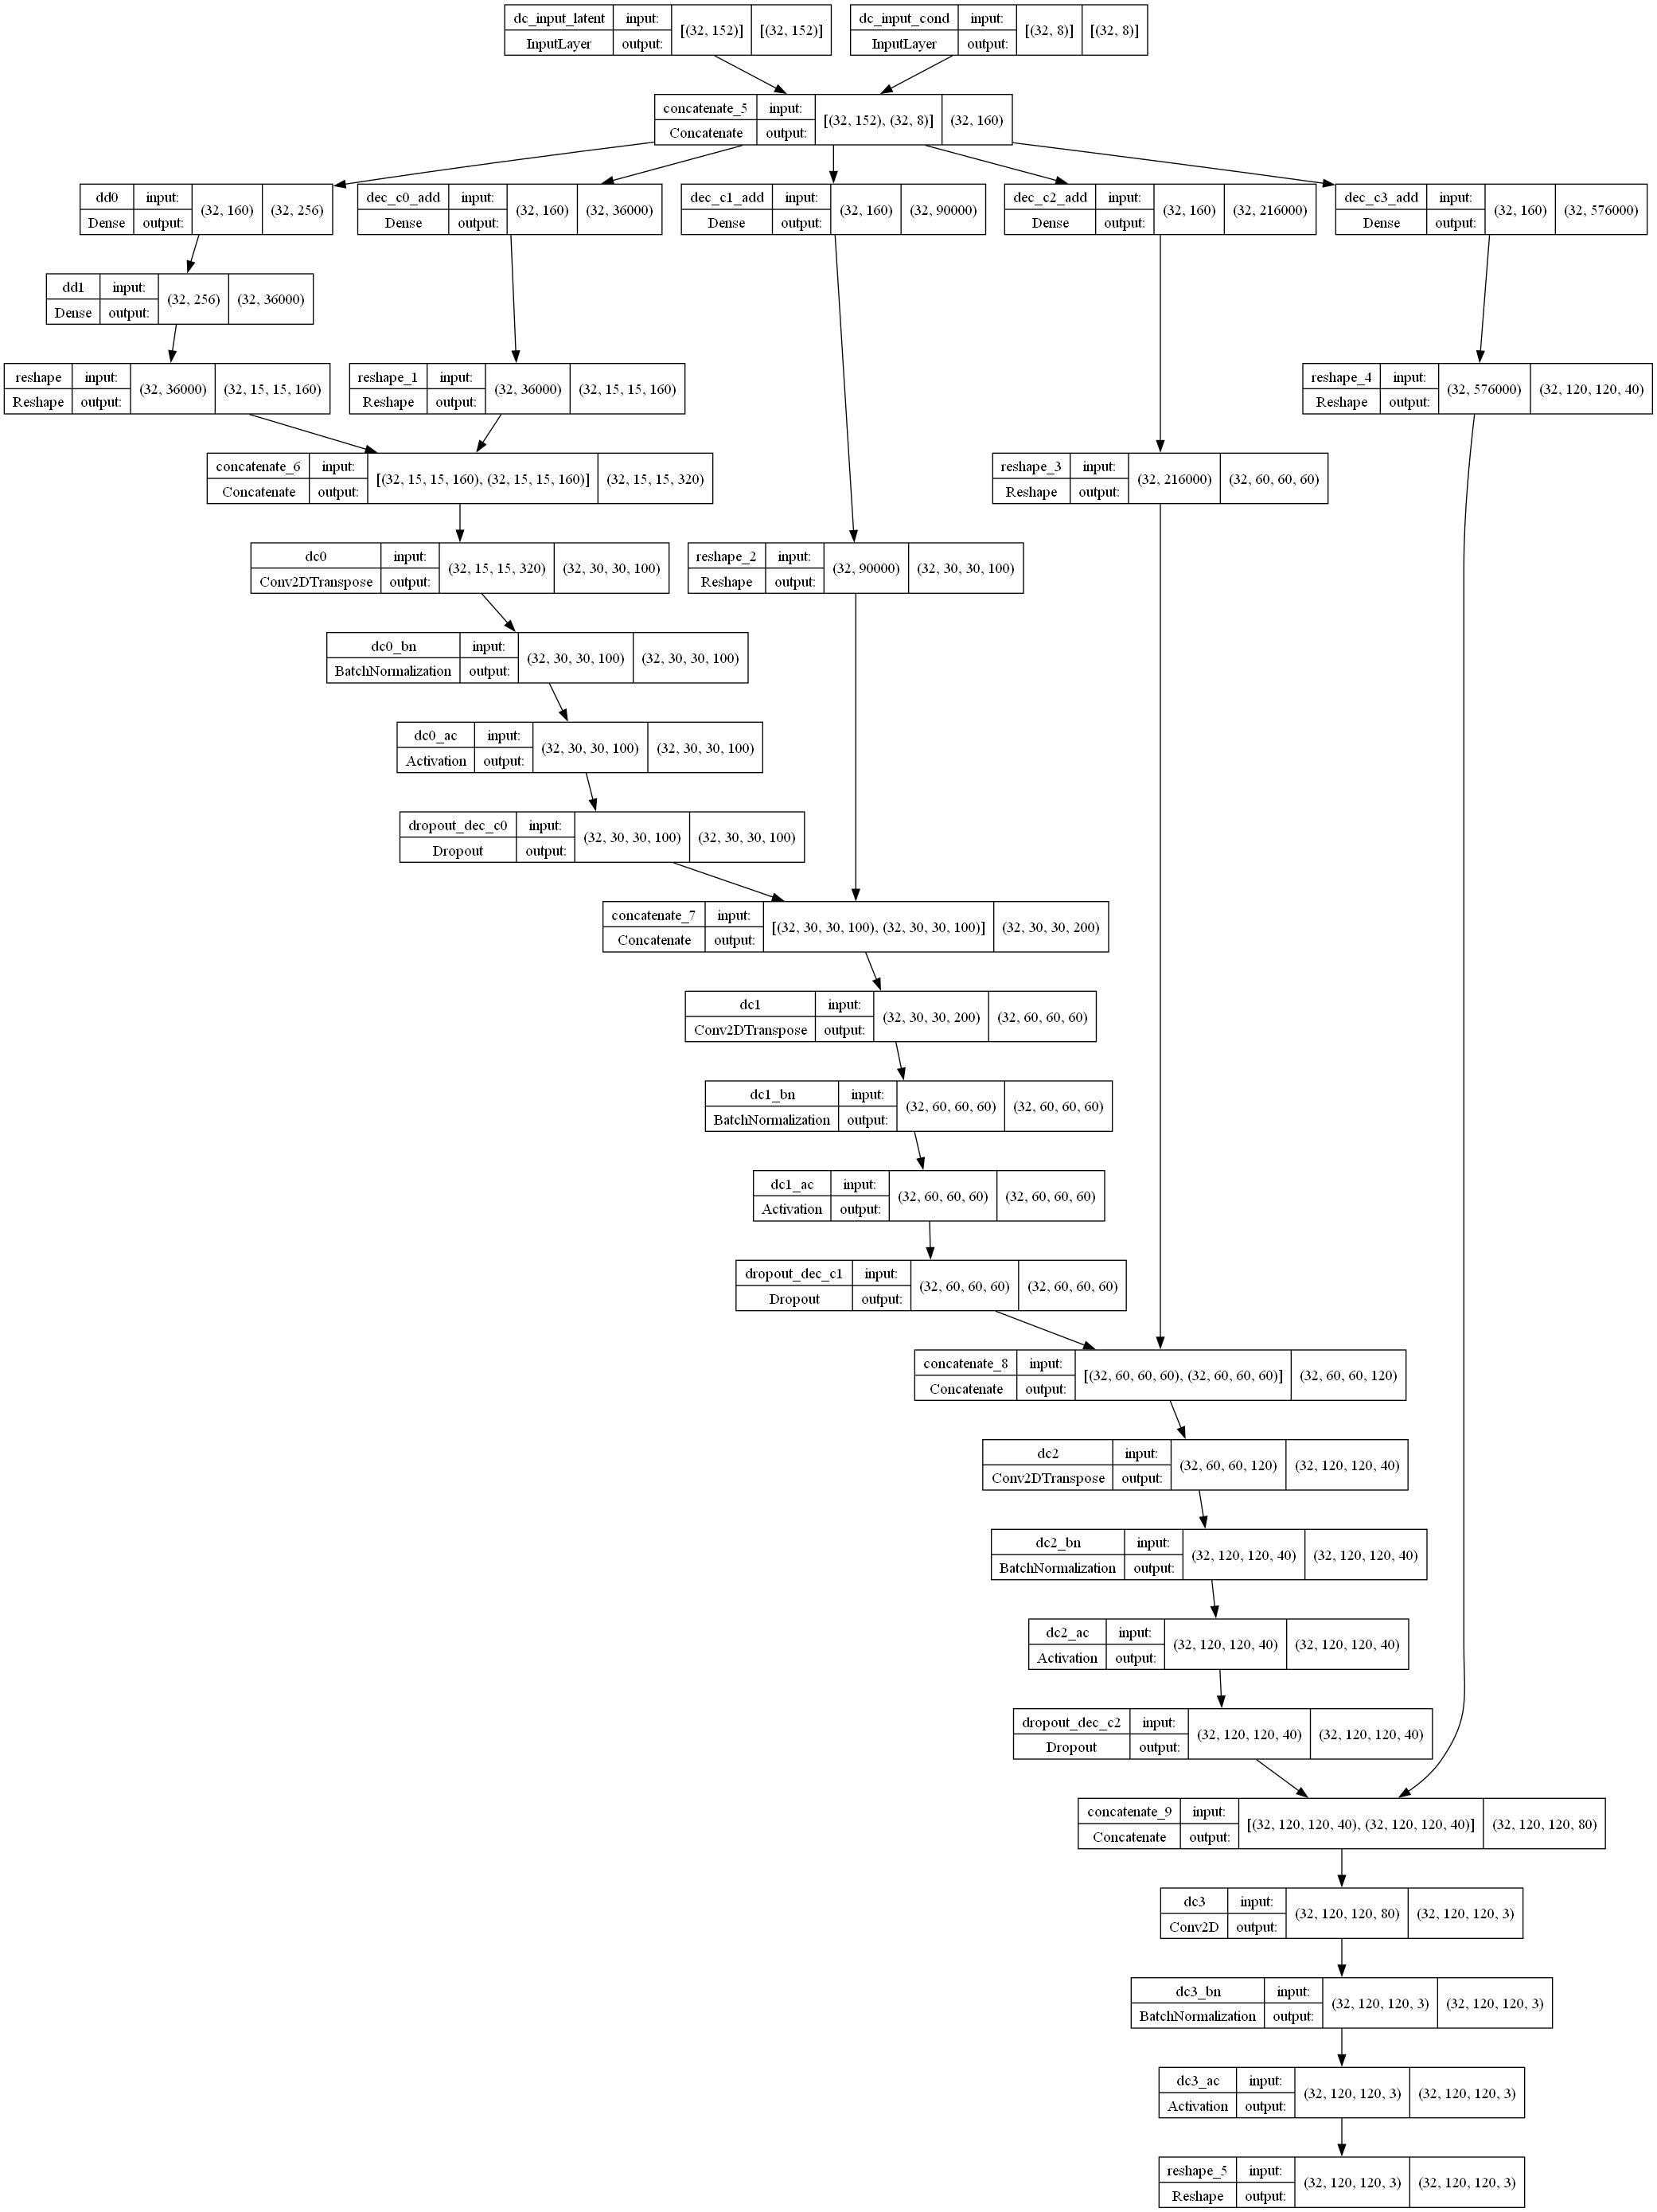 dc_input_latent input: [(32, 152)] [(32, 152)]
InputLayer output:
dc_input_cond input: [(32, 8)] [(32, 8)]
InputLayer output:
concatenate_5 input: [(32, 152), (32, 8)] (32, 160)
Concatenate output:
dd0 input: (32, 160) (32, 256)
Dense output:
dec_c0_add input: (32, 160) (32, 36000)
Dense output:
dec_c1_add input: (32, 160) (32, 90000)
Dense output:
dec_c2_add input: (32, 160) (32, 216000)
Dense output:
dec_c3_add input: (32, 160) (32, 576000)
Dense output:
dd1 input: (32, 256) (32, 36000)
Dense output:
reshape input: (32, 36000) (32, 15, 15, 160)
Reshape output:
reshape_1 input: (32, 36000) (32, 15, 15, 160)
Reshape output:
reshape_4 input: (32, 576000) (32, 120, 120, 40)
Reshape output:
concatenate_6 input: [(32, 15, 15, 160), (32, 15, 15, 160)] (32, 15, 15, 320)
Concatenate output:
reshape_3 input: (32, 216000) (32, 60, 60, 60)
Reshape output:
dc0 input: (32, 15, 15, 320) (32, 30, 30, 100)
Conv2DTranspose output:
reshape_2 input: (32, 90000) (32, 30, 30, 100)
Reshape output:
dc0_bn input: (32, 30, 30, 100) (32, 30, 30, 100)
BatchNormalization output:
dc0_ac input: (32, 30, 30, 100) (32, 30, 30, 100)
Activation output:
dropout_dec_c0 input: (32, 30, 30, 100) (32, 30, 30, 100)
Dropout output:
concatenate_7 input: [(32, 30, 30, 100), (32, 30, 30, 100)] (32, 30, 30, 200)
Concatenate output:
dc1 input: (32, 30, 30, 200) (32, 60, 60, 60)
Conv2DTranspose output:
dc1_bn input: (32, 60, 60, 60) (32, 60, 60, 60)
BatchNormalization output:
dc1_ac input: (32, 60, 60, 60) (32, 60, 60, 60)
Activation output:
dropout_dec_c1 input: (32, 60, 60, 60) (32, 60, 60, 60)
Dropout output:
concatenate_8 input: [(32, 60, 60, 60), (32, 60, 60, 60)] (32, 60, 60, 120)
Concatenate output:
dc2 input: (32, 60, 60, 120) (32, 120, 120, 40)
Conv2DTranspose output:
dc2_bn input: (32, 120, 120, 40) (32, 120, 120, 40)
BatchNormalization output:
dc2_ac input: (32, 120, 120, 40) (32, 120, 120, 40)
Activation output:
dropout_dec_c2 input: (32, 120, 120, 40) (32, 120, 120, 40)
Dropout output:
concatenate_9 input: [(32, 120, 120, 40), (32, 120, 120, 40)] (32, 120, 120, 80)
Concatenate output:
dc3 input: (32, 120, 120, 80) (32, 120, 120, 3)
Conv2D output:
dc3_bn input: (32, 120, 120, 3) (32, 120, 120, 3)
BatchNormalization output:
dc3_ac input: (32, 120, 120, 3) (32, 120, 120, 3)
Activation output:
reshape_5 input: (32, 120, 120, 3) (32, 120, 120, 3)
Reshape output: